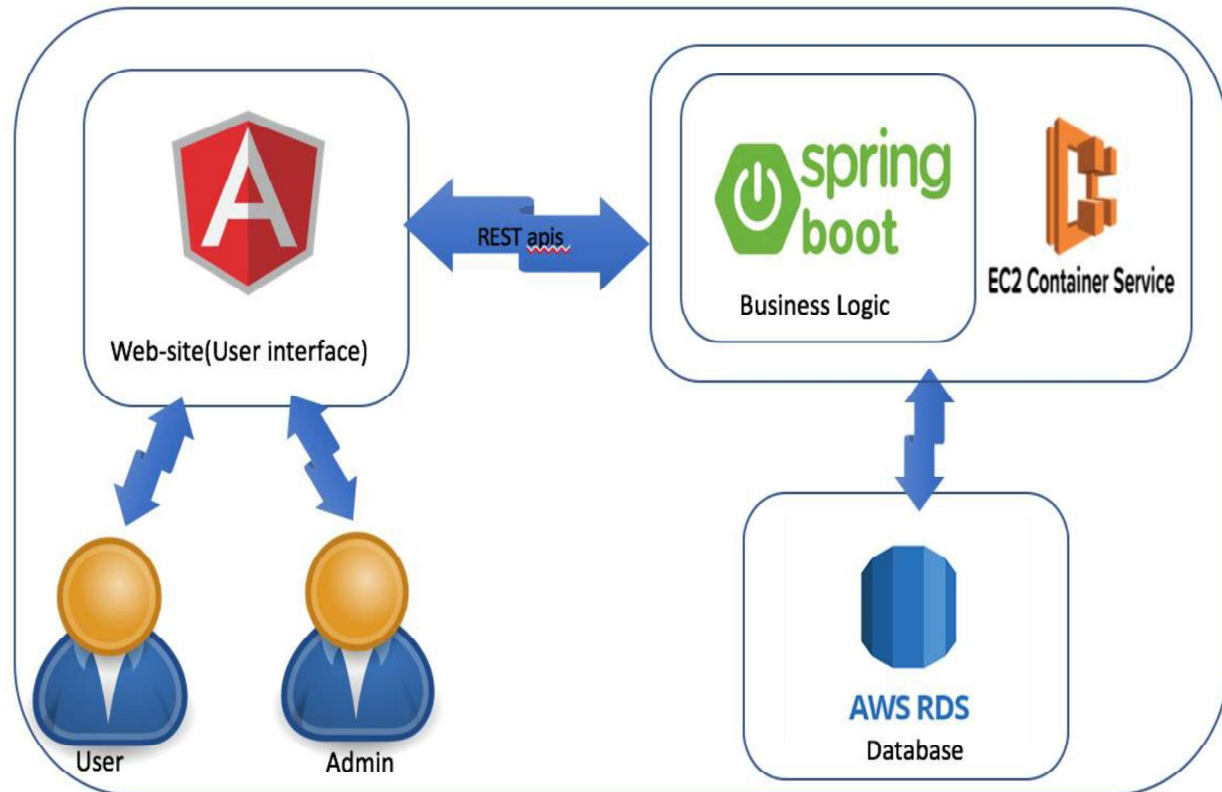 A
REST apis
spring
boot
Business Logic
EC2 Container Service
Web-site(User interface)
AWS RDS
Database
User
Admin